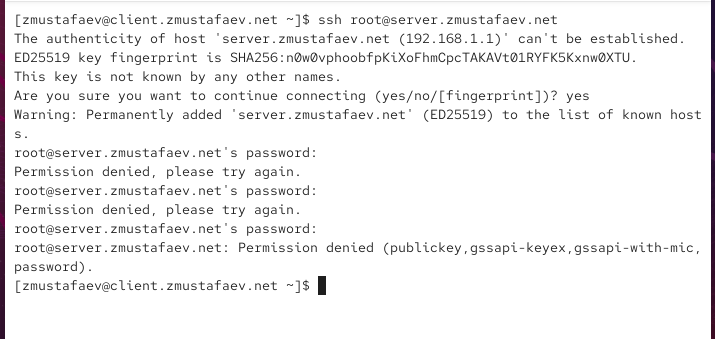 [zmustafaev@client.zmustafaev.net ~]$ ssh root@server.zmustafaev.net
The authenticity of host 'server.zmustafaev.net (192.168.1.1)' can't be established.
ED25519 key fingerprint is SHA256:n0w0vphoobfpKiXoFhmCpcTAKAVt01RYFK5Kxnw0XTU.
This key is not known by any other names.
Are you sure you want to continue connecting (yes/no/[fingerprint])? yes
Warning: Permanently added 'server.zmustafaev.net' (ED25519) to the list of known host
s.
root@server.zmustafaev.net's password:
Permission denied, please try again.
root@server.zmustafaev.net's password:
Permission denied, please try again.
root@server.zmustafaev.net's password:
root@server.zmustafaev.net: Permission denied (publickey,gssapi-keyex,gssapi-with-mic,
password).
[zmustafaev@client.zmustafaev.net ~]$